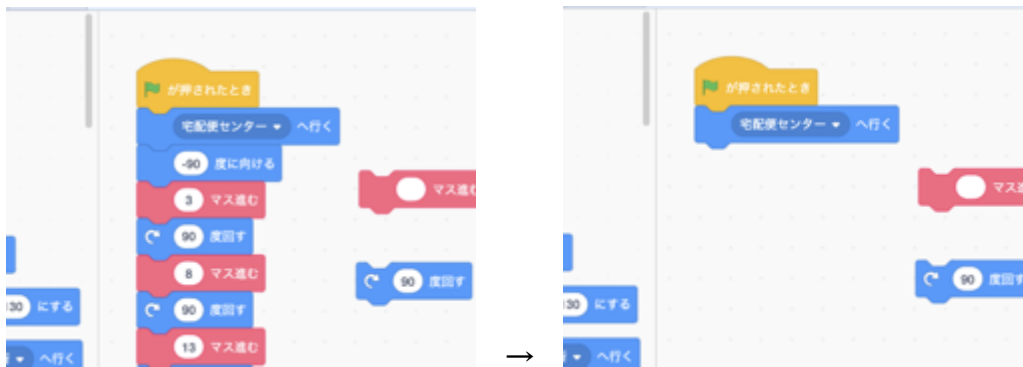 が押されたとき
宅配便センター へ行く
-90 度に向ける
3 マス進む
90 度回す
8 マス進む
90 度回す
13 マス進む
マス進む
90 度回す
30 にする
へ行く
→
が押されたとき
宅配便センター へ行く
マス進
90 度回す
30 にする
へ行く